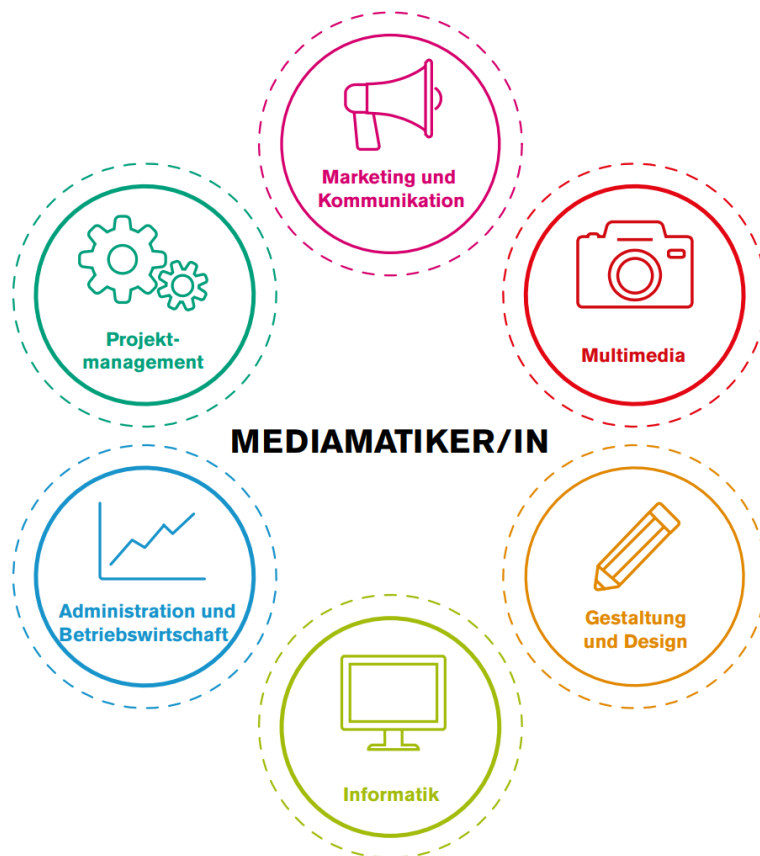 Marketing und
Kommunikation
Projekt-
management
Multimedia
MEDIAMATIKER/IN
Administration und
Betriebswirtschaft
Gestaltung
und Design
Informatik